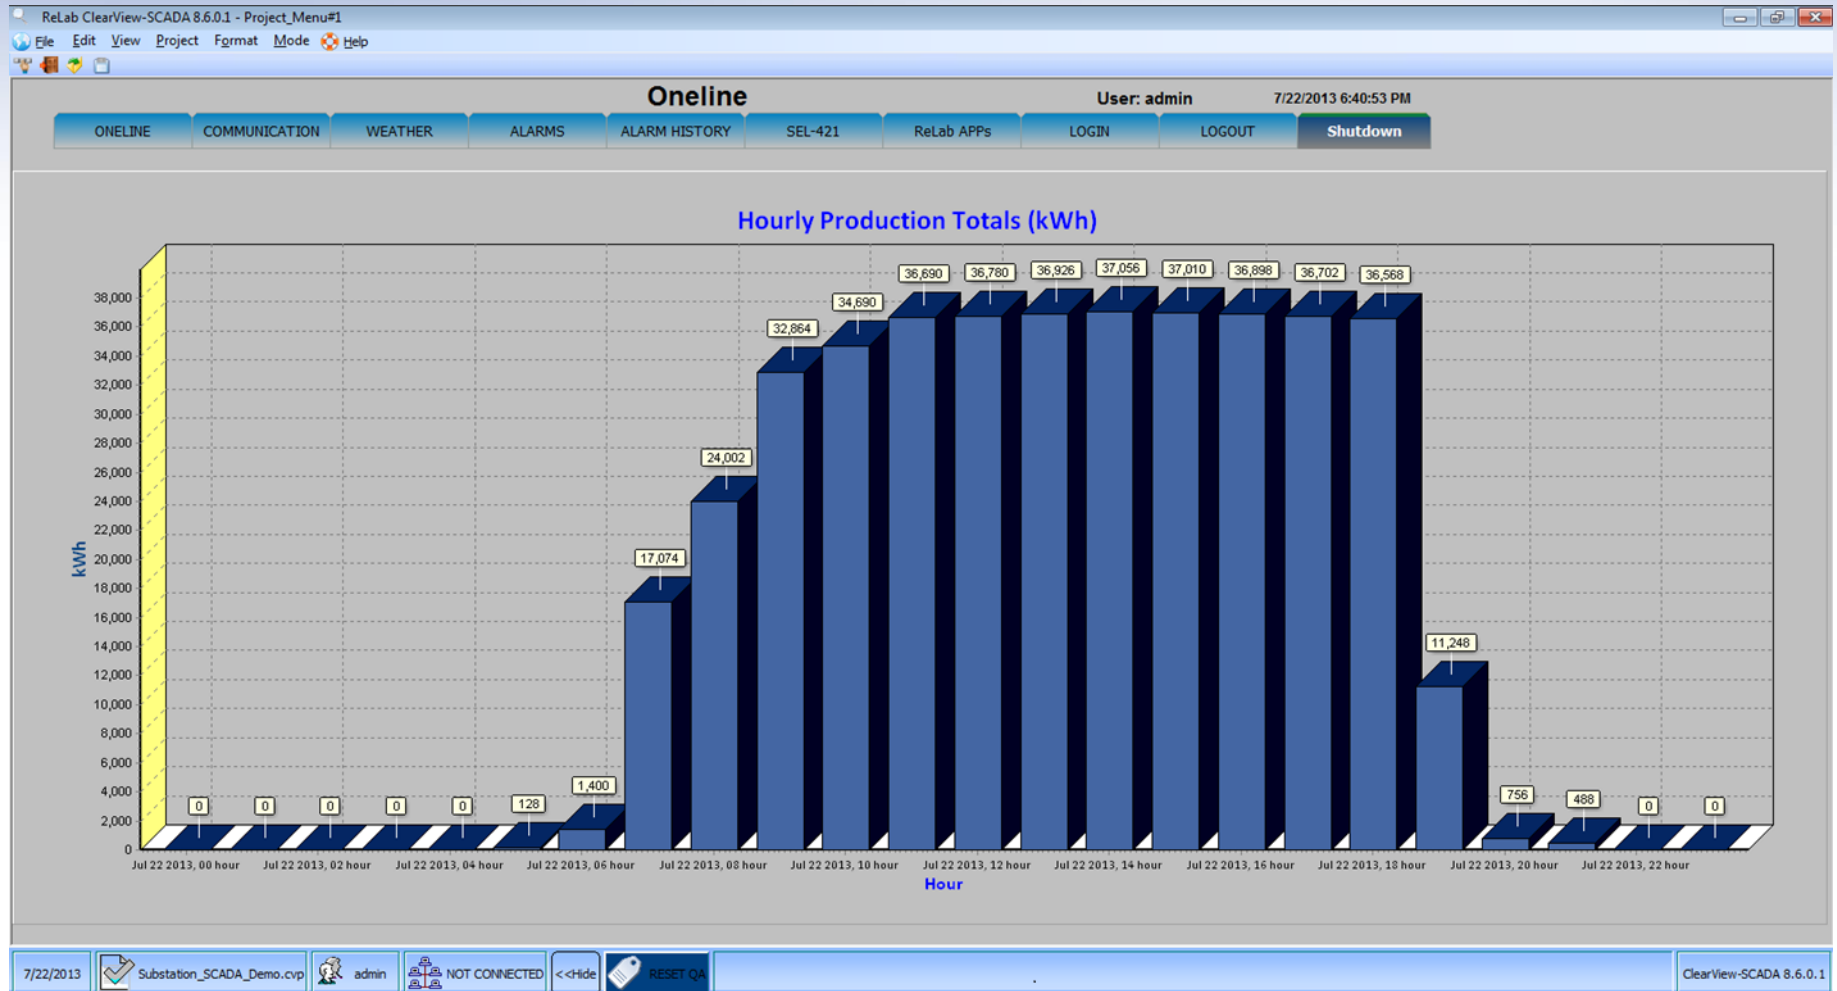 ReLab ClearView-SCADA 8.6.0.1 - Project_Menu#1
File Edit View Project Format Mode Help
Oneline User: admin 7/22/2013 6:40:53 PM
ONELINE COMMUNICATION WEATHER ALARMS ALARM HISTORY SEL-421 ReLab APPs LOGIN LOGOUT Shutdown
Hourly Production Totals (kWh)
36,690 36,780 36,926 37,056 37,010 36,898 36,702 36,568
38,000
34,690
36,000
32,864
34,000
32,000
30,000
28,000
24,002
26,000
24,000
22,000
kWh
20,000
17,074
18,000
16,000
14,000
11,248
12,000
10,000
8,000
6,000
4,000
0 0 0 0 0 128 1,400 756 488 0 0
2,000
0
Jul 22 2013, 00 hour Jul 22 2013, 02 hour Jul 22 2013, 04 hour Jul 22 2013, 06 hour Jul 22 2013, 08 hour Jul 22 2013, 10 hour Jul 22 2013, 12 hour Jul 22 2013, 14 hour Jul 22 2013, 16 hour Jul 22 2013, 18 hour Jul 22 2013, 20 hour Jul 22 2013, 22 hour
Hour
7/22/2013 Substation_SCADA_Demo.cvp admin NOT CONNECTED <<Hide RESET QA . ClearView-SCADA 8.6.0.1